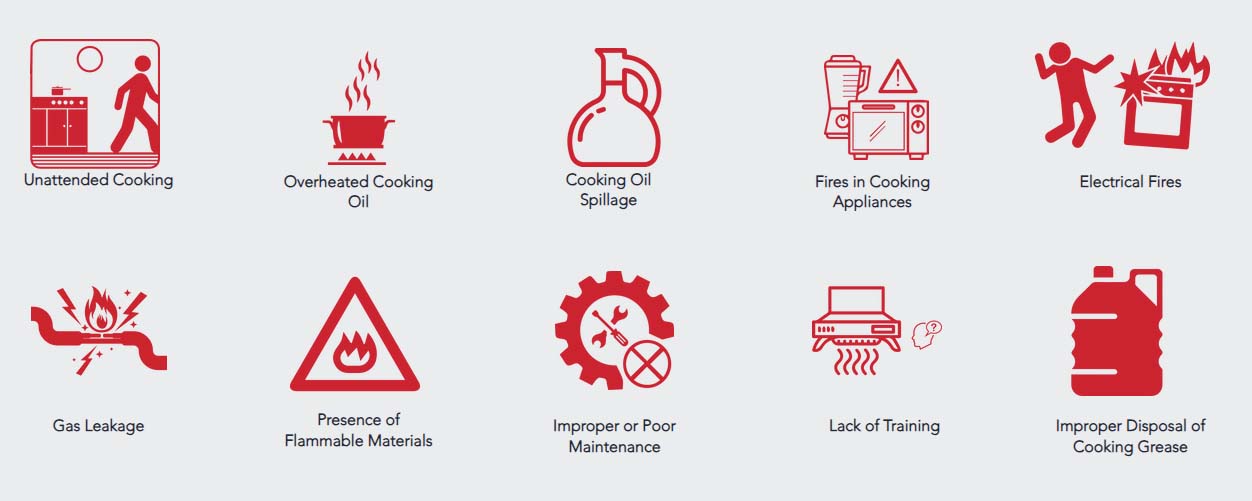 Unattended Cooking
Overheated Cooking
Oil
Cooking Oil
Spillage
Fires in Cooking
Appliances
Electrical Fires
Gas Leakage
Presence of
Flammable Materials
Improper or Poor
Maintenance
Lack of Training
Improper Disposal of
Cooking Grease